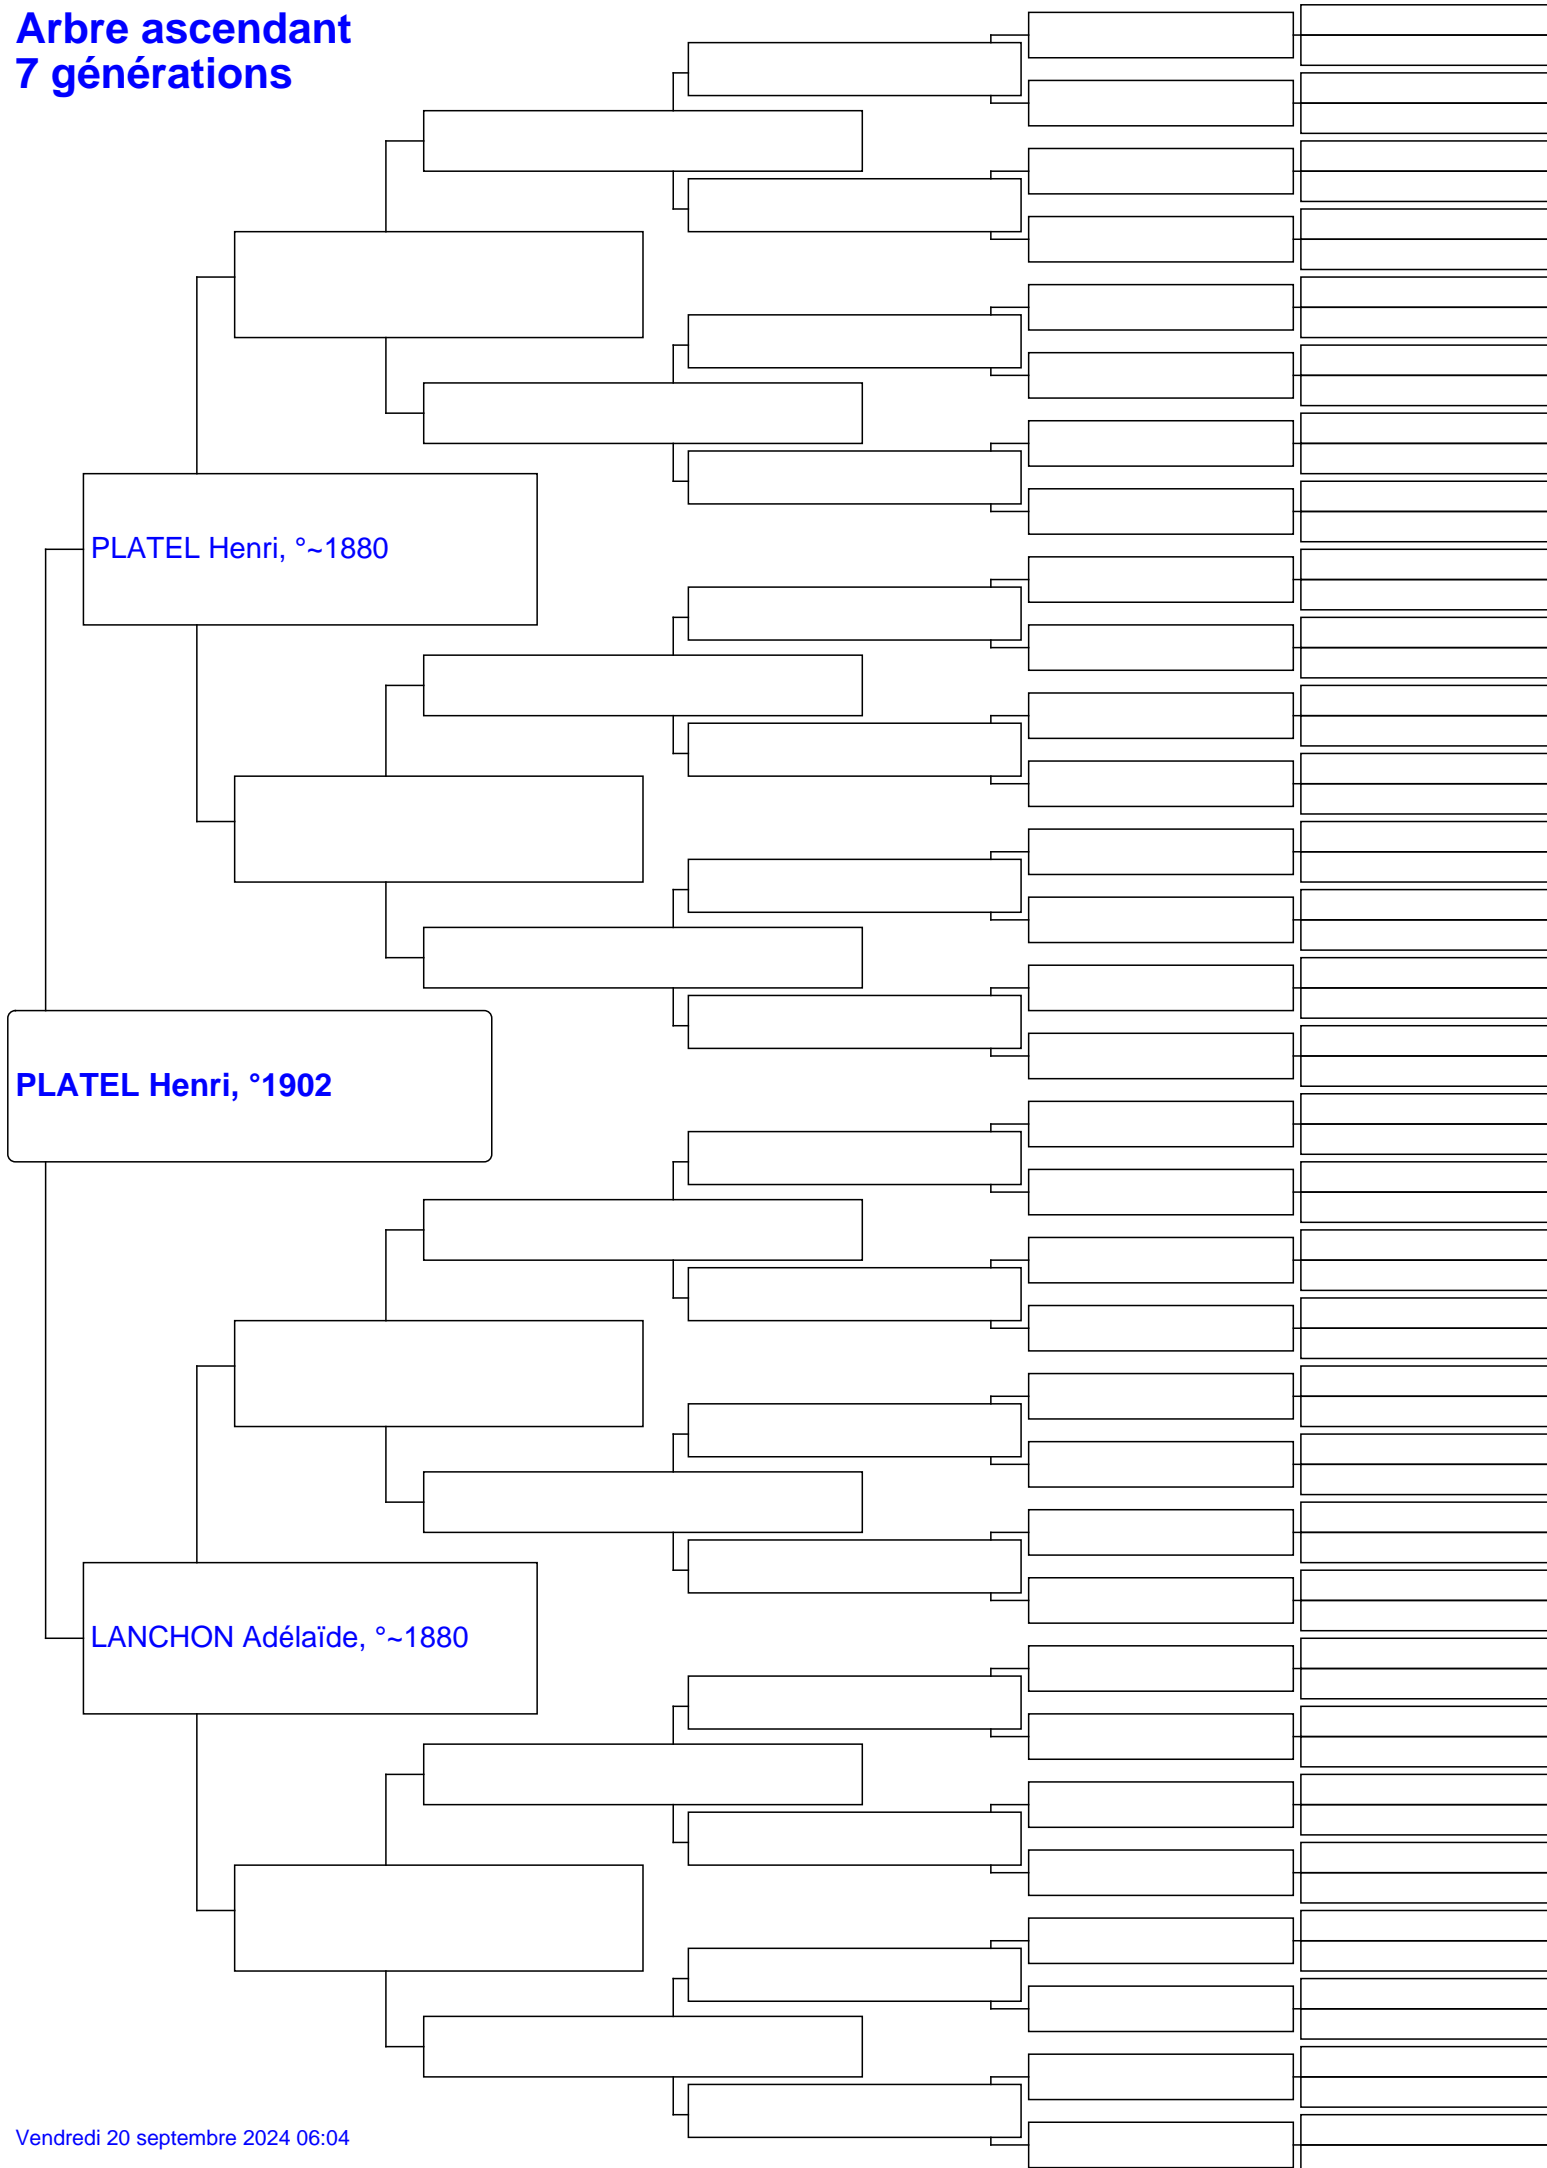 Arbre ascendant
7 générations
PLATEL Henri, °~1880
PLATEL Henri, °1902
LANCHON Adélaïde, °~1880
Vendredi 20 septembre 2024 06:04